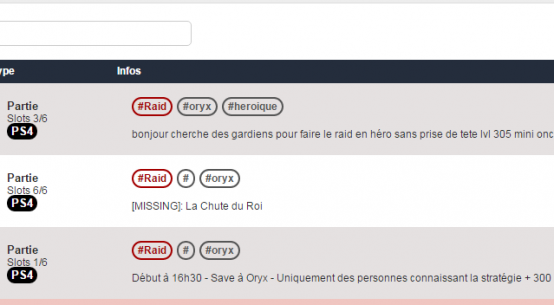 ype Infos
Partie #Raid #oryx #heroique
Slots 3/6
PS4 bonjour cherche des gardiens pour faire le raid en héro sans prise de tete lvl 305 mini onc
Partie #Raid # #oryx
Slots 6/6
PS4 [MISSING]: La Chute du Roi
Partie #Raid # #oryx
Slots 1/6
PS4 Début à 16h30 - Save à Oryx - Uniquement des personnes connaissant la stratégie + 300